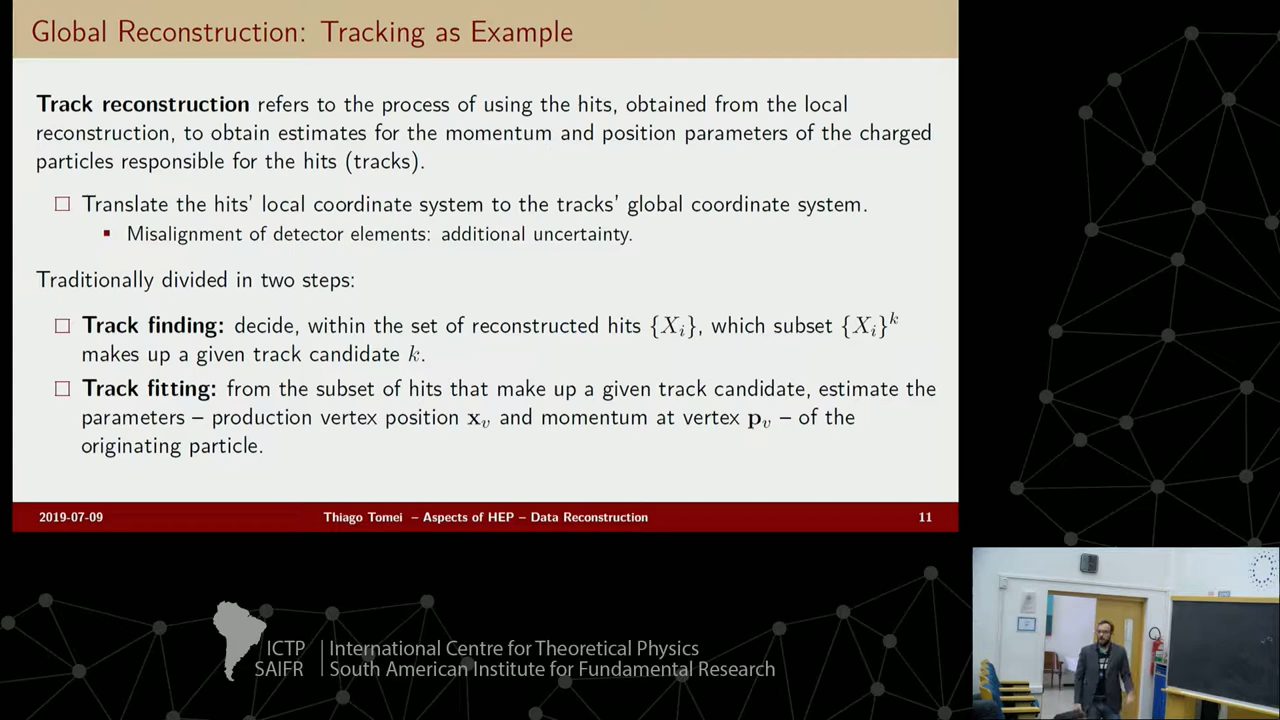 Global Reconstruction: Tracking as Example
Track reconstruction refers to the process of using the hits, obtained from the local
reconstruction, to obtain estimates for the momentum and position parameters of the charged
particles responsible for the hits (tracks).
Translate the hits' local coordinate system to the tracks' global coordinate system.
Misalignment of detector elements: additional uncertainty.
Traditionally divided in two steps:
Track finding: decide, within the set of reconstructed hits {X_i}, which subset {X_i}^k
makes up a given track candidate k.
Track fitting: from the subset of hits that make up a given track candidate, estimate the
parameters – production vertex position x_v and momentum at vertex p_v – of the
originating particle.
2019-07-09 Thiago Tomei – Aspects of HEP – Data Reconstruction 11
ICTP International Centre for Theoretical Physics
SAIFR South American Institute for Fundamental Research